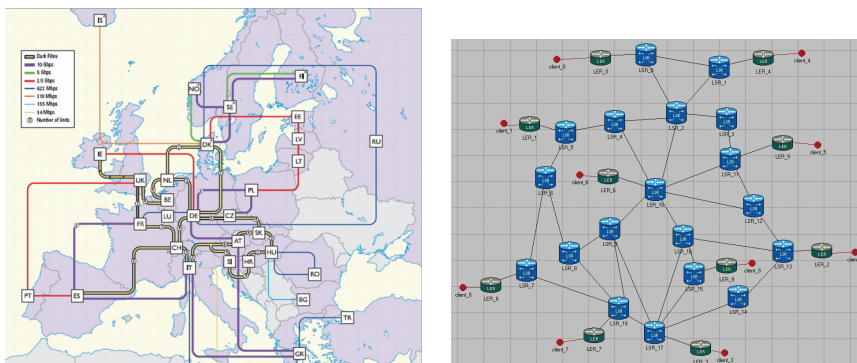 IS
Dark Fibre
10 Gbps
5 Gbps
2.5 Gbps
622 Mbps
310 Mbps
155 Mbps
34 Mbps
Number of links
NO
FI
SE
EE
LV
LT
RU
DK
IE
UK
NL
BE
LU
DE
PL
CZ
FR
SK
CH
AT
HU
IT
SI
HR
RO
PT
ES
BG
TR
GR
client_0
LER_0
LSR_0
LSR_1
LER_4
client_4
client_1
LER_1
LSR_5
LSR_4
LSR_2
LSR_3
LSR_11
LER_5
client_5
LSR_6
client_6
LER_6
LSR_10
LSR_12
LSR_8
LSR_16
LSR_13
LER_2
client_8
LER_8
LSR_7
LSR_15
LER_9
client_9
LSR_14
LSR_18
LSR_17
client_7
LER_7
client_3